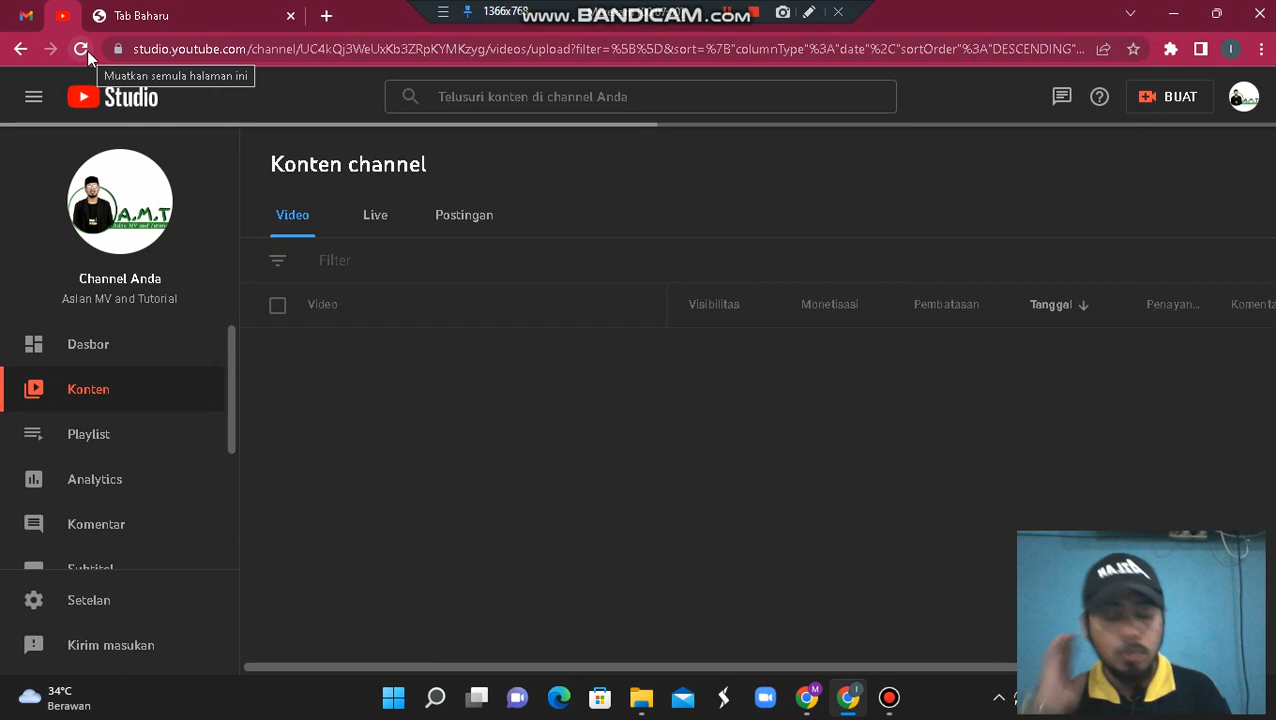 Tab Baharu
1366x768
www.BANDICAM.com
studio.youtube.com/channel/UC4kQj3WeUxKb3ZRpKYMKzyg/videos/upload?filter=%5B%5D&sort=%7B"columnType"%3A"date"%2C"sortOrder"%3A"DESCENDING"...
I
Muatkan semula halaman ini
Studio
Telusuri konten di channel Anda
BUAT
A.M.T
Konten channel
Video Live Postingan
Filter
Channel Anda
Asian MV and Tutorial
Video Visibilitas Monetisasi Pembatasan Tanggal Penayan... Komenta
Dasbor
Konten
Playlist
Analytics
Komentar
Subtitel
Setelan
Kirim masukan
34°C
Berawan
M
I